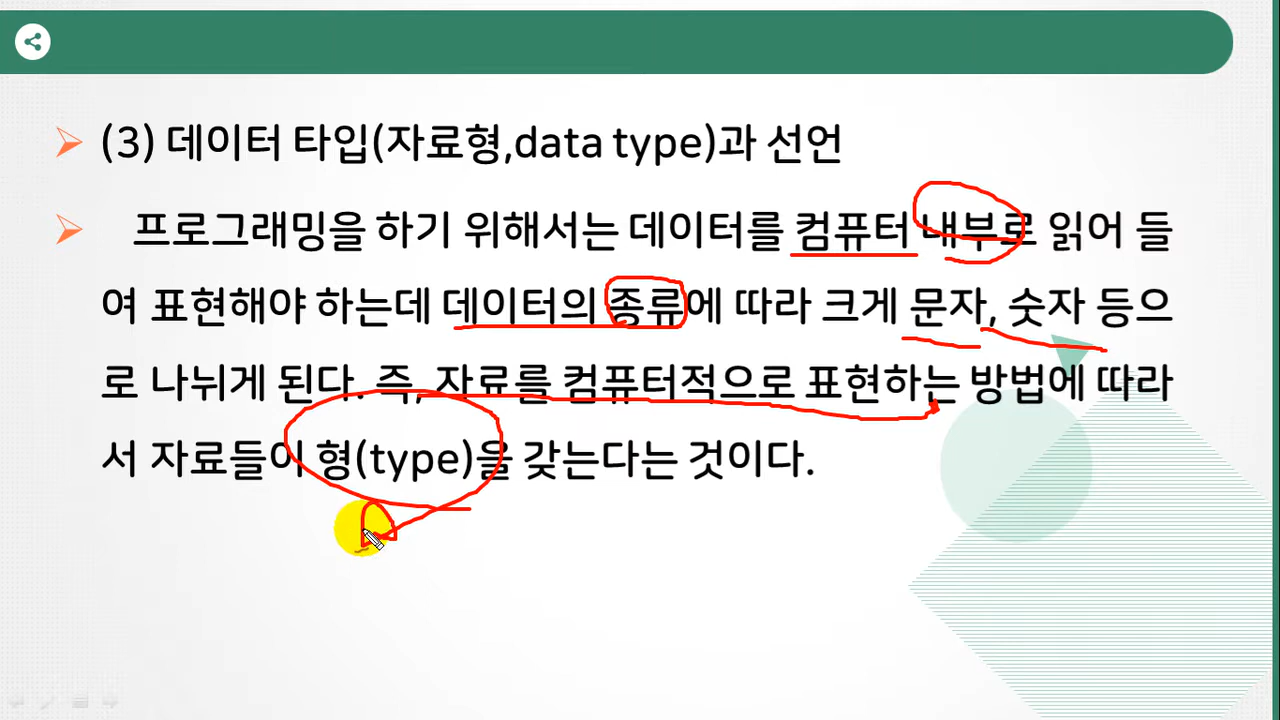 (3) 데이터 타입(자료형,data type)과 선언
프로그래밍을 하기 위해서는 데이터를 컴퓨터 내부로 읽어 들
여 표현해야 하는데 데이터의 종류에 따라 크게 문자, 숫자 등으
로 나뉘게 된다. 즉, 자료를 컴퓨터적으로 표현하는 방법에 따라
서 자료들이 형(type)을 갖는다는 것이다.